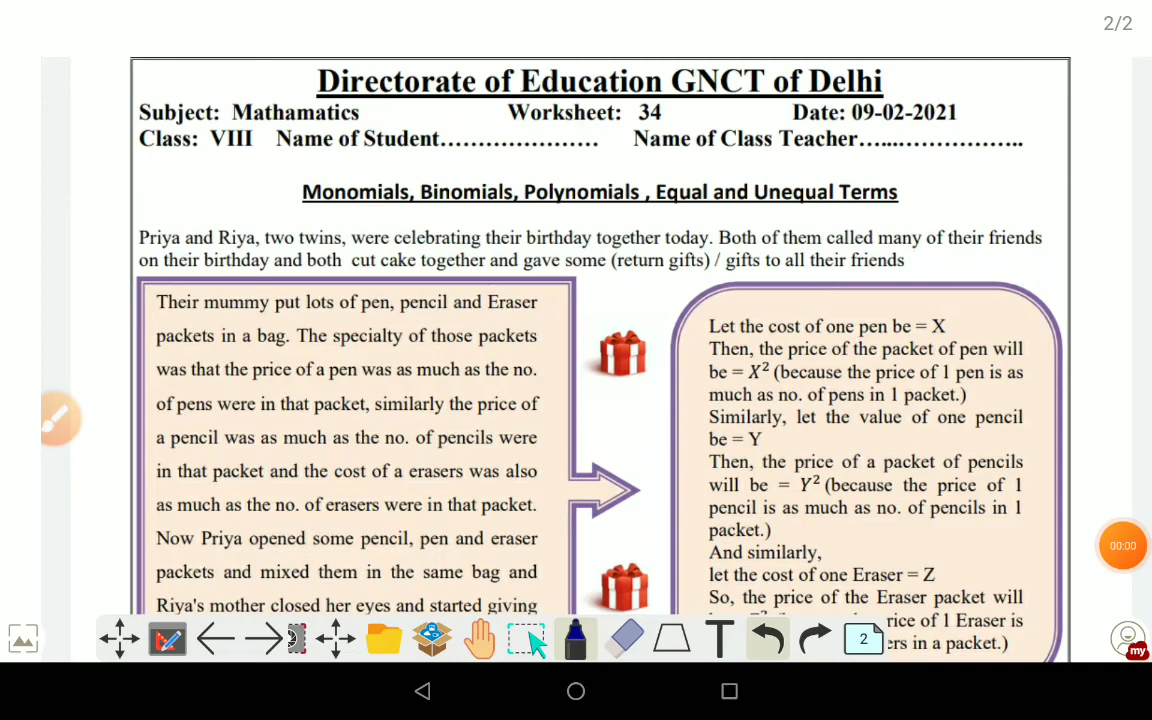 2/2
Directorate of Education GNCT of Delhi
Subject: Mathamatics Worksheet: 34 Date: 09-02-2021
Class: VIII Name of Student..................... Name of Class Teacher.........................
Monomials, Binomials, Polynomials , Equal and Unequal Terms
Priya and Riya, two twins, were celebrating their birthday together today. Both of them called many of their friends
on their birthday and both cut cake together and gave some (return gifts) / gifts to all their friends
Their mummy put lots of pen, pencil and Eraser
packets in a bag. The specialty of those packets
was that the price of a pen was as much as the no.
of pens were in that packet, similarly the price of
a pencil was as much as the no. of pencils were
in that packet and the cost of a erasers was also
as much as the no. of erasers were in that packet.
Now Priya opened some pencil, pen and eraser
packets and mixed them in the same bag and
Riya's mother closed her eyes and started giving
Let the cost of one pen be = X
Then, the price of the packet of pen will
be = X² (because the price of 1 pen is as
much as no. of pens in 1 packet.)
Similarly, let the value of one pencil
be = Y
Then, the price of a packet of pencils
will be = Y² (because the price of 1
pencil is as much as no. of pencils in 1
packet.)
And similarly,
let the cost of one Eraser = Z
So, the price of the Eraser packet will
rice of 1 Eraser is
ers in a packet.)
00:00
T
2
my